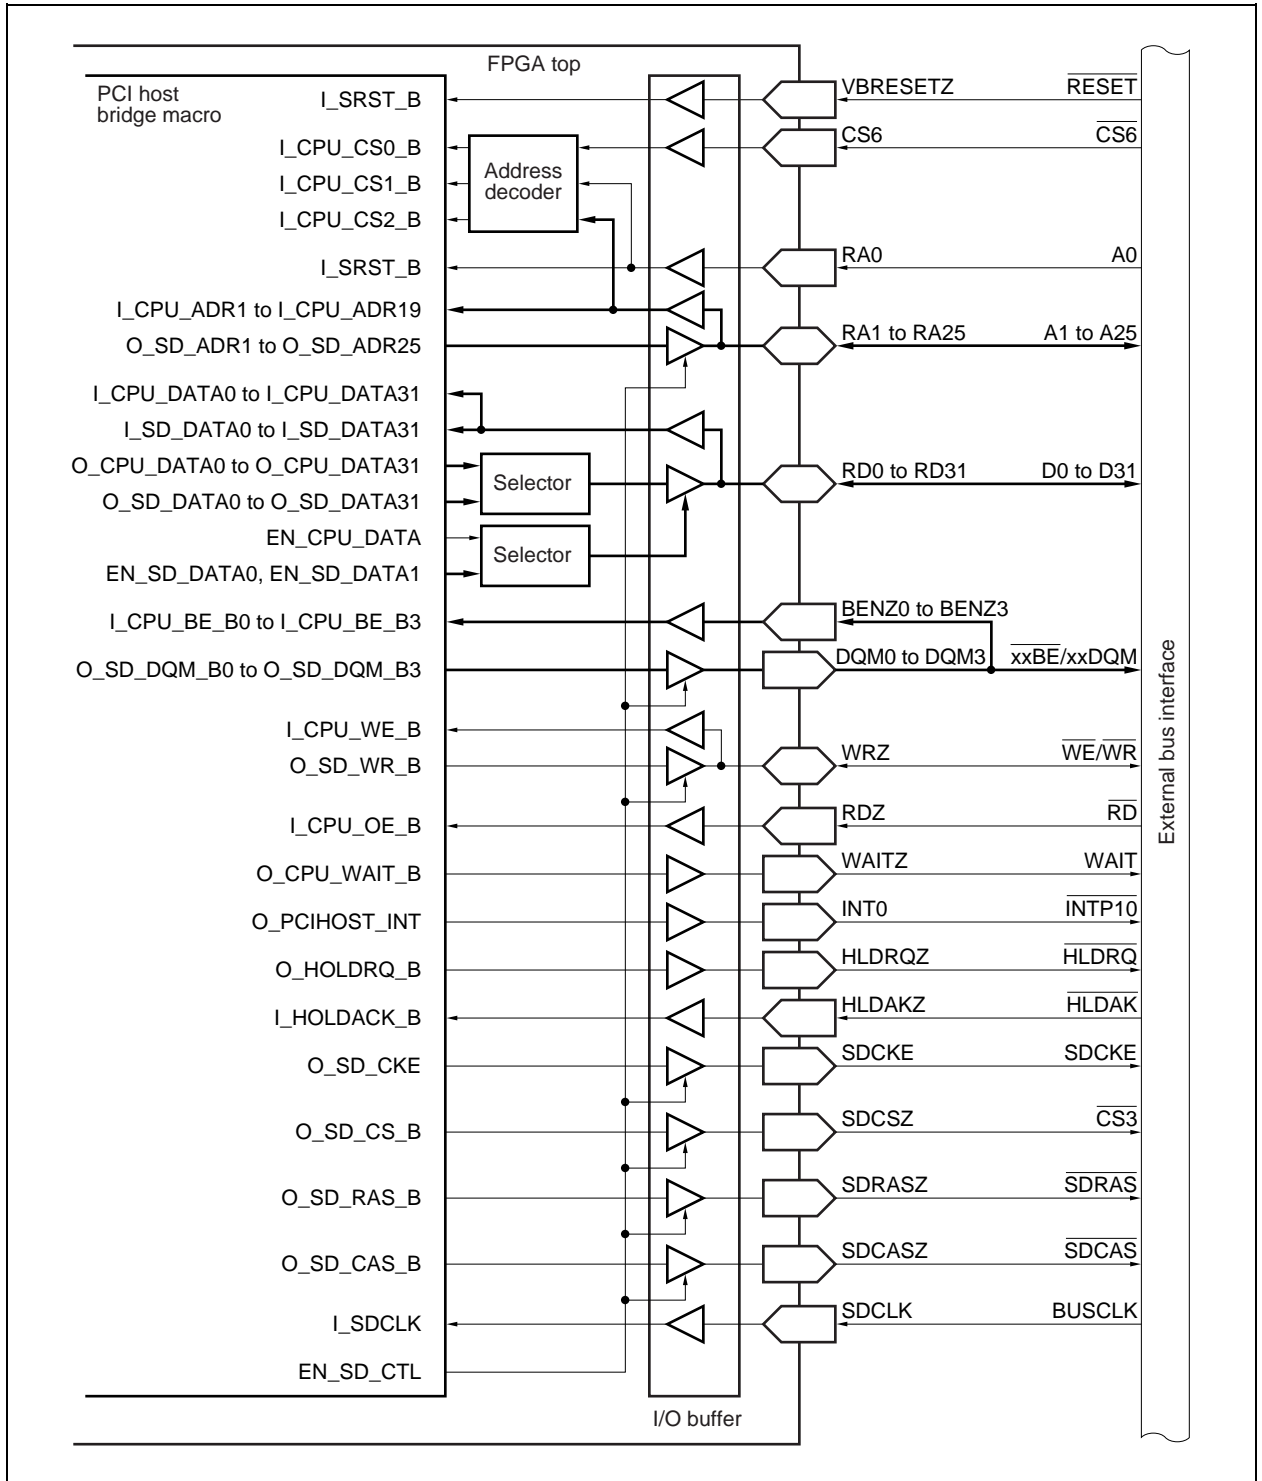 FPGA top
PCI host
bridge macro
I_SRST_B
VBRESETZ
RESET
I_CPU_CS0_B
CS6
CS6
Address
decoder
I_CPU_CS1_B
I_CPU_CS2_B
I_SRST_B
RA0
A0
I_CPU_ADR1 to I_CPU_ADR19
O_SD_ADR1 to O_SD_ADR25
RA1 to RA25
A1 to A25
I_CPU_DATA0 to I_CPU_DATA31
I_SD_DATA0 to I_SD_DATA31
O_CPU_DATA0 to O_CPU_DATA31
Selector
RD0 to RD31
D0 to D31
O_SD_DATA0 to O_SD_DATA31
EN_CPU_DATA
Selector
EN_SD_DATA0, EN_SD_DATA1
I_CPU_BE_B0 to I_CPU_BE_B3
BENZ0 to BENZ3
O_SD_DQM_B0 to O_SD_DQM_B3
DQM0 to DQM3
xxBE/xxDQM
I_CPU_WE_B
O_SD_WR_B
WRZ
WE/WR
External bus interface
I_CPU_OE_B
RDZ
RD
O_CPU_WAIT_B
WAITZ
WAIT
O_PCIHOST_INT
INT0
INTP10
O_HOLDRQ_B
HLDRQZ
HLDRQ
I_HOLDACK_B
HLDAKZ
HLDAK
O_SD_CKE
SDCKE
SDCKE
O_SD_CS_B
SDCSZ
CS3
O_SD_RAS_B
SDRASZ
SDRAS
O_SD_CAS_B
SDCASZ
SDCAS
I_SDCLK
SDCLK
BUSCLK
EN_SD_CTL
I/O buffer